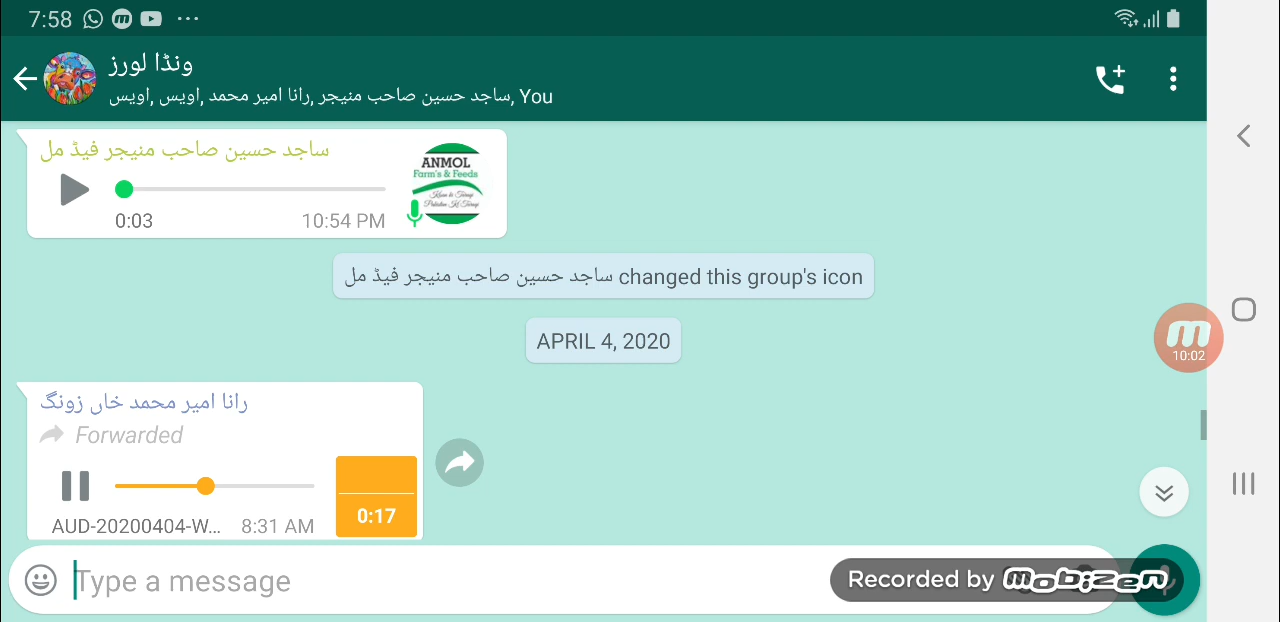 7:58
ونڈا لورز
ساجد حسین صاحب منیجر ,رانا امیر محمد ,اویس ,اویس, You
ساجد حسین صاحب منیجر فیڈ مل
ANMOL
Farm's & Feeds
0:03
10:54 PM
ساجد حسین صاحب منیجر فیڈ مل changed this group's icon
APRIL 4, 2020
10:02
رانا امیر محمد خاں زونگ
Forwarded
0:17
AUD-20200404-W...
8:31 AM
Type a message
Recorded by mobizen